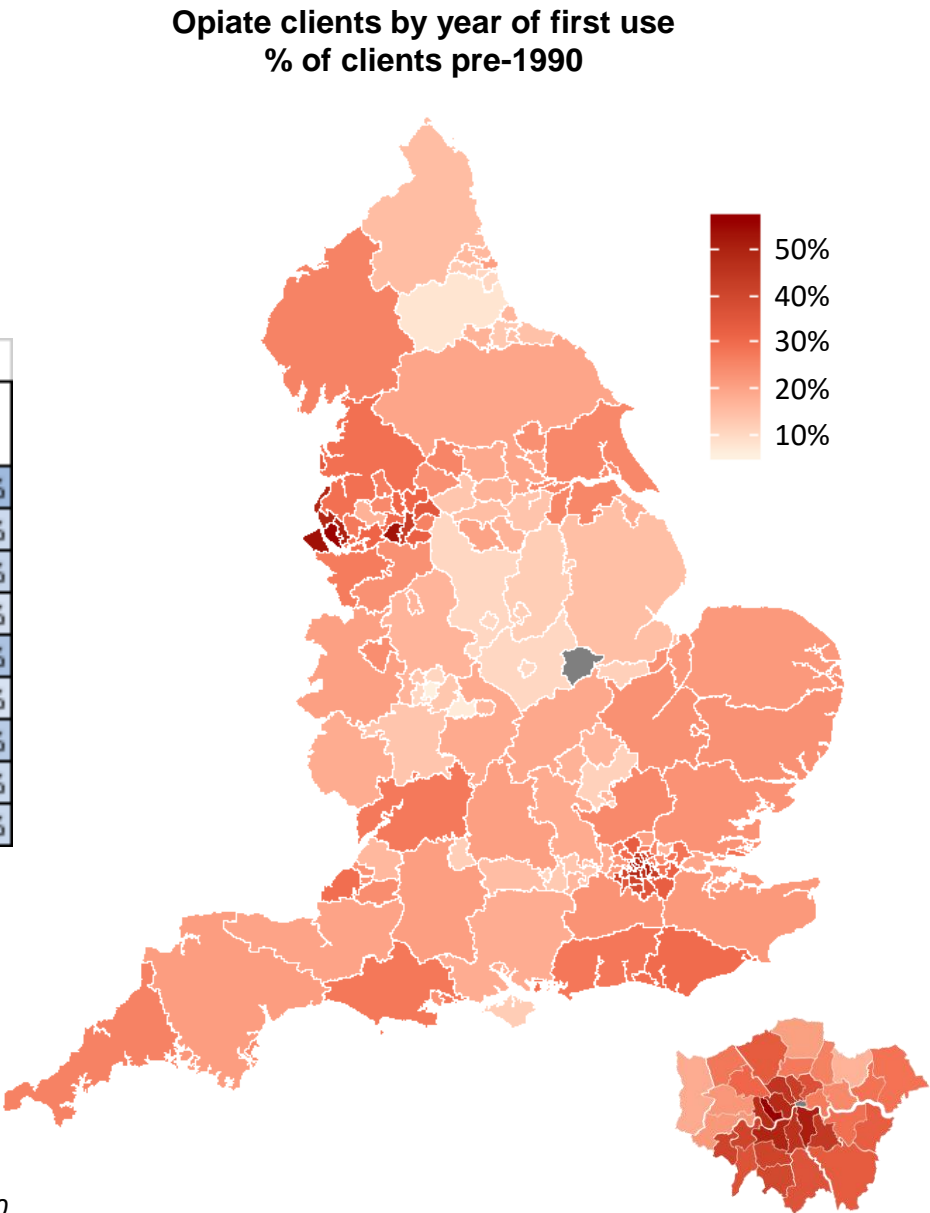 Opiate clients by year of first use
% of clients pre-1990
50%
40%
30%
20%
10%